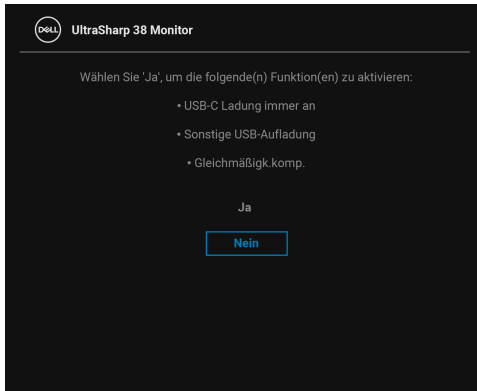 DELL
UltraSharp 38 Monitor
Wählen Sie 'Ja', um die folgende(n) Funktion(en) zu aktivieren:
• USB-C Ladung immer an
• Sonstige USB-Aufladung
• Gleichmäßigk.komp.
Ja
Nein